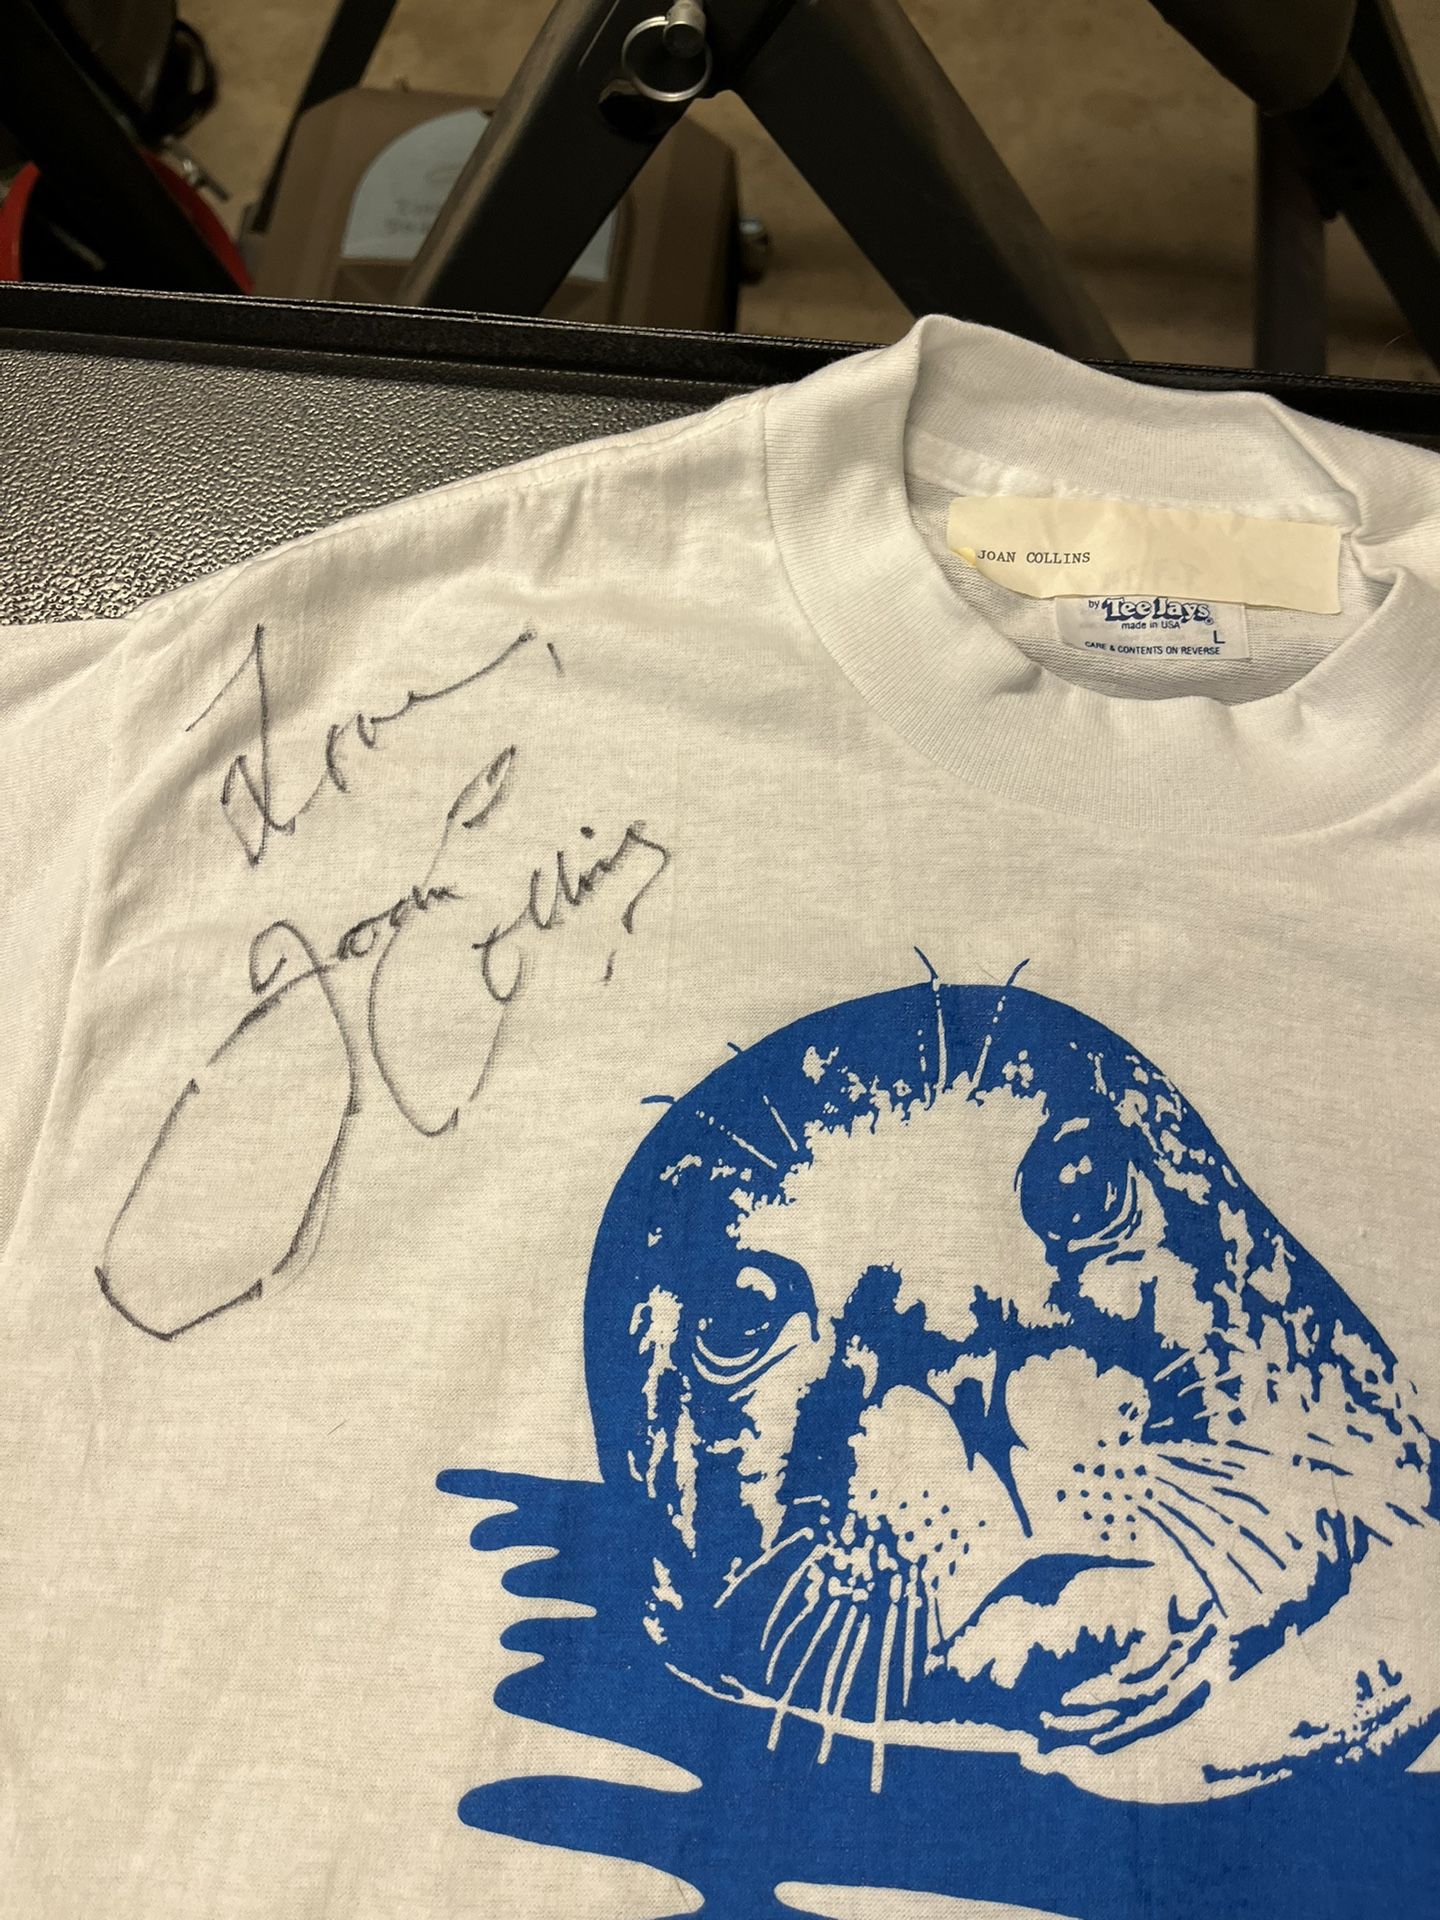 JOAN COLLINS
by TeeJays®
made in USA
L
CARE & CONTENTS ON REVERSE
Love,
Joan
Collins